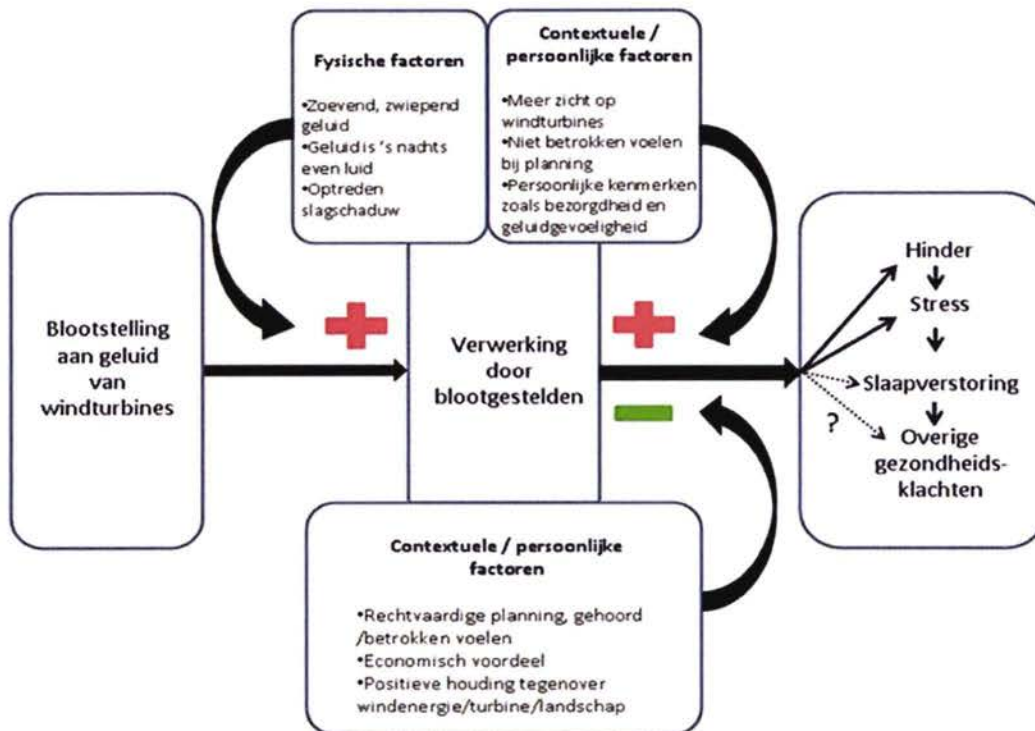 Fysische factoren
•Zoevend, zwiepend
geluid
•Geluid is 's nachts
even luid
•Optreden
slagschaduw
Contextuele /
persoonlijke factoren
•Meer zicht op
windturbines
•Niet betrokken voelen
bij planning
•Persoonlijke kenmerken
zoals bezorgdheid en
geluidgevoeligheid
Blootstelling
aan geluid
van
windturbines
Verwerking
door
blootgestelden
Hinder
Stress
Slaapverstoring
?
Overige
gezondheids-
klachten
Contextuele / persoonlijke
factoren
•Rechtvaardige planning, gehoord
/betrokken voelen
•Economisch voordeel
•Positieve houding tegenover
windenergie/turbine/landschap